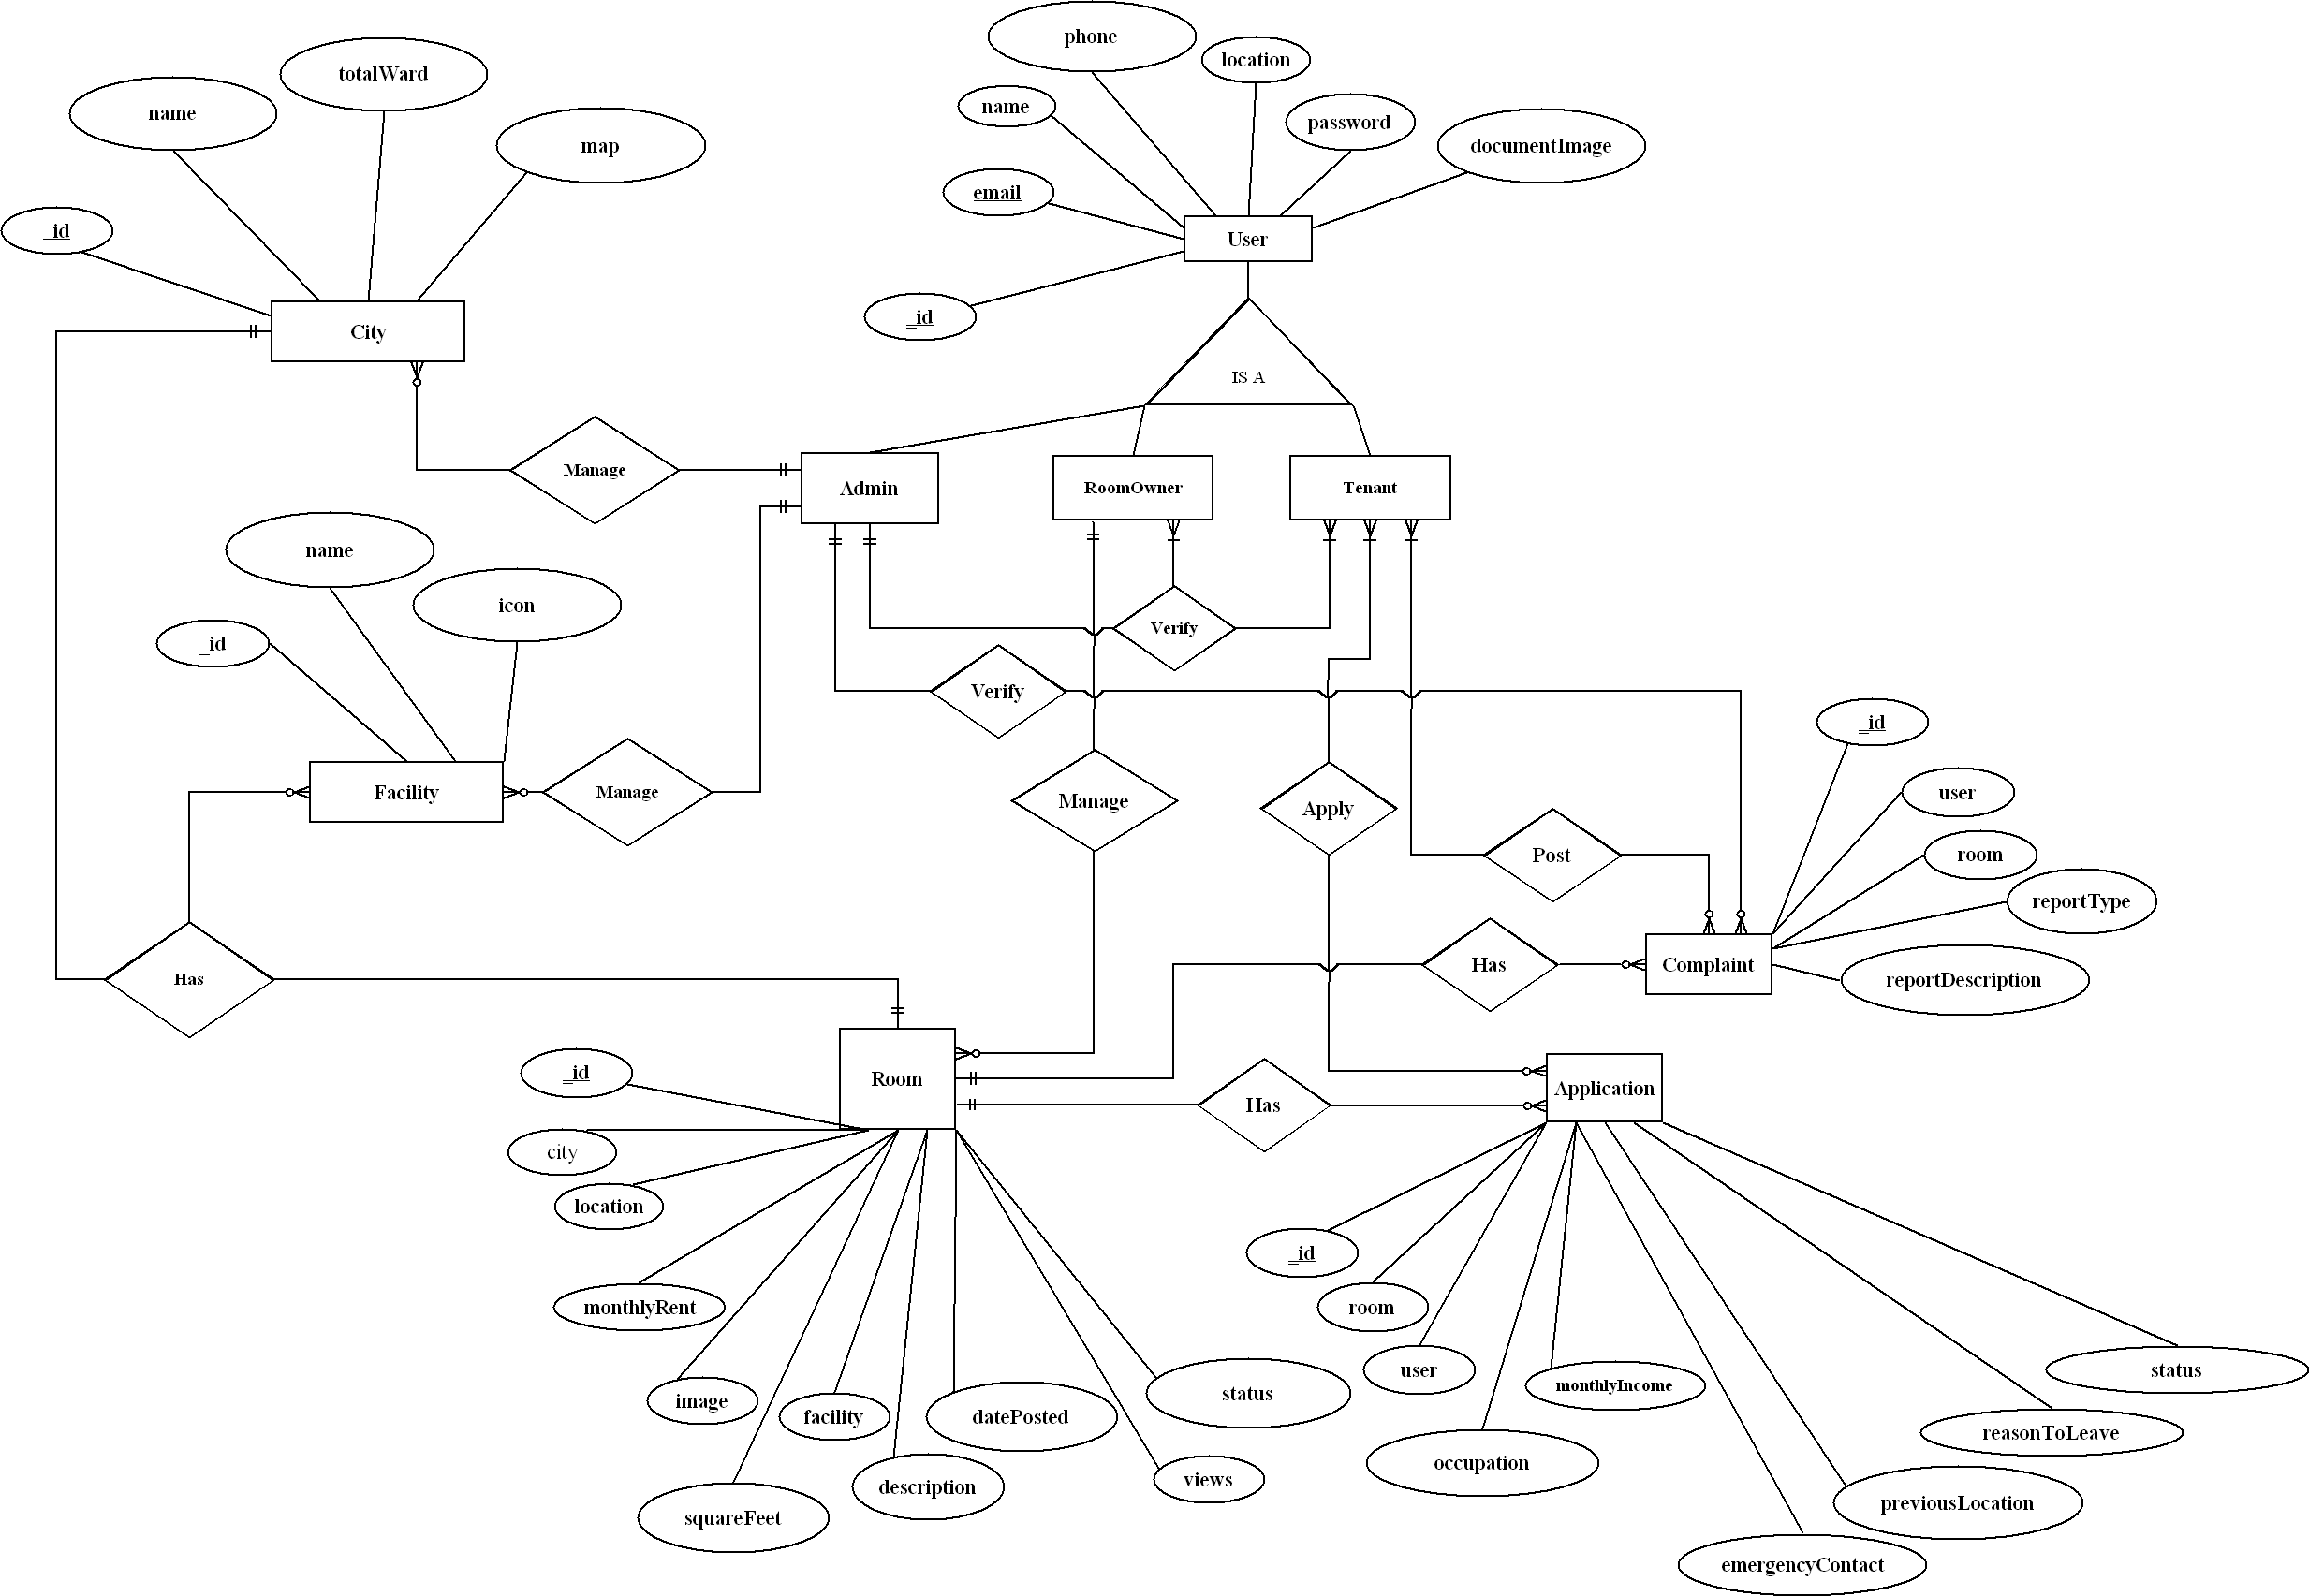 phone
location
totalWard
name
password
name
map
documentImage
email
_id
User
_id
City
IS A
Manage
Admin
RoomOwner
Tenant
name
icon
Verify
_id
Verify
_id
Facility
Manage
Manage
Apply
user
Post
room
reportType
Has
Has
Complaint
reportDescription
_id
Room
Has
Application
city
location
_id
monthlyRent
room
user
monthlyIncome
status
image
facility
datePosted
status
views
description
occupation
reasonToLeave
squareFeet
previousLocation
emergencyContact